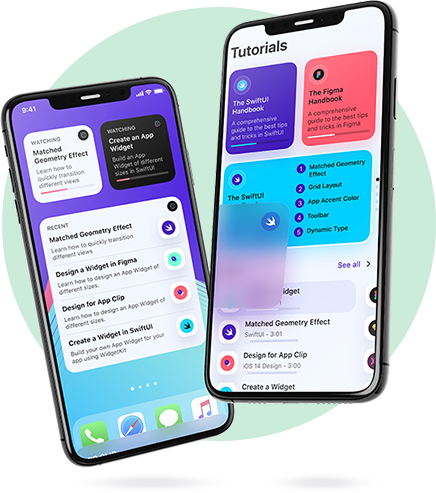 9:41
WATCHING
Matched
Geometry Effect
Learn how to
quickly transition
different views
WATCHING
Create an App
Widget
Build an App
Widget of different
sizes in SwiftUI
RECENT
Matched Geometry Effect
Learn how to quickly transition
different views
Design a Widget in Figma
Learn how to design an App Widget of
different sizes.
Design for App Clip
Learn how to design an App Widget of
different sizes.
Create a Widget in SwiftUI
Build your own App Widget for your
app using WidgetKit
Tutorials
The SwiftUI
Handbook
A comprehensive
guide to the best tips
and tricks in SwiftUI
The Figma
Handbook
A comprehensive
guide to the best tips
and tricks in Figma
The SwiftUI
1 Matched Geometry
Effect
2 Grid Layout
3 App Accent Color
4 Toolbar
5 Dynamic Type
See all
Matched Geometry Effect
SwiftUI - 3:01
Design for App Clip
iOS 14 Design - 3:00
Create a Widget